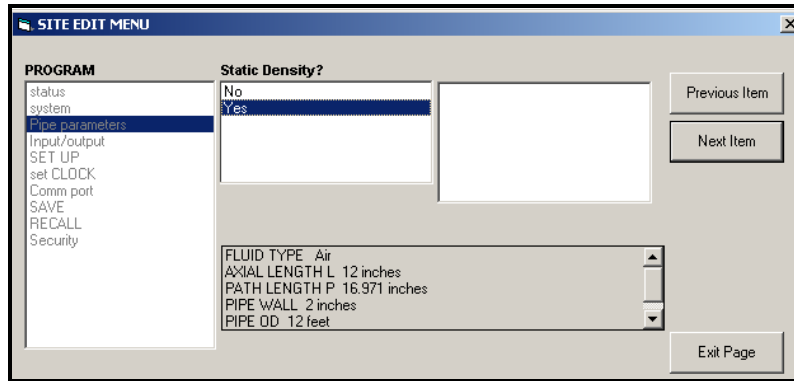 SITE EDIT MENU
PROGRAM
status
system
Pipe parameters
Input/output
SET UP
set CLOCK
Comm port
SAVE
RECALL
Security
Static Density?
No
Yes
FLUID TYPE Air
AXIAL LENGTH L 12 inches
PATH LENGTH P 16.971 inches
PIPE WALL 2 inches
PIPE OD 12 feet
Previous Item
Next Item
Exit Page